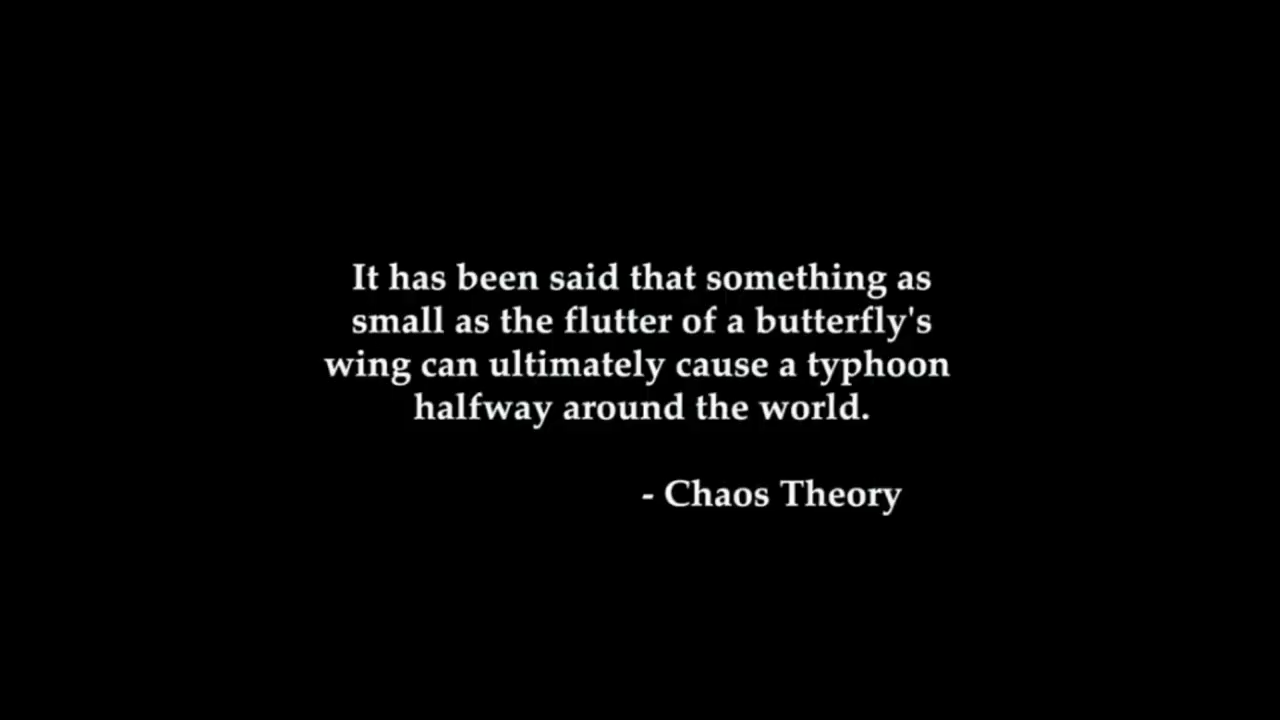 It has been said that something as
small as the flutter of a butterfly's
wing can ultimately cause a typhoon
halfway around the world.
- Chaos Theory